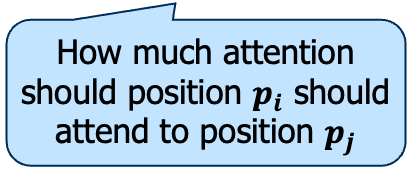 How much attention
should position pᵢ should
attend to position pⱼ